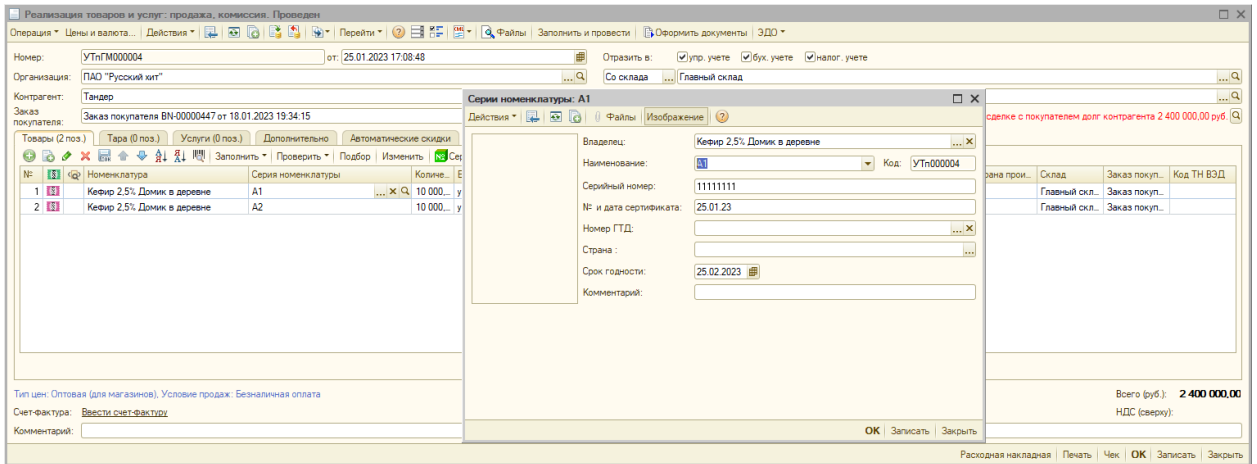 Реализация товаров и услуг: продажа, комиссия. Проведен
Операция Цены и валюта... Действия Перейти Файлы Заполнить и провести Оформить документы ЭДО
Номер: УТпГМ000004 от: 25.01.2023 17:08:48 Отразить в: упр. учете бух. учете налог. учете
Организация: ПАО "Русский хит" ... Со склада ... Главный склад ...
Контрагент: Тандер ...
Заказ покупателя: Заказ покупателя BN-00000447 от 18.01.2023 19:34:15
сделке с покупателем долг контрагента 2 400 000,00 руб.
Товары (2 поз.) Тара (0 поз.) Услуги (0 поз.) Дополнительно Автоматические скидки
Заполнить Проверить Подбор Изменить Сер
№ Номенклатура Серия номенклатуры Количе... Е рана прои... Склад Заказ покуп... Код ТН ВЭД
1 Кефир 2,5% Домик в деревне А1 ... 10 000,... у Главный скл... Заказ покуп...
2 Кефир 2,5% Домик в деревне А2 10 000,... у Главный скл... Заказ покуп...
Серии номенклатуры: А1
Действия Файлы Изображение
Владелец: Кефир 2,5% Домик в деревне ...
Наименование: А1 Код: УТп000004
Серийный номер: 11111111
№ и дата сертификата: 25.01.23
Номер ГТД: ...
Страна : ...
Срок годности: 25.02.2023
Комментарий:
OK Записать Закрыть
Тип цен: Оптовая (для магазинов), Условие продаж: Безналичная оплата
Всего (руб.): 2 400 000,00
Счет-фактура: Ввести счет-фактуру
НДС (сверху):
Комментарий:
Расходная накладная Печать Чек OK Записать Закрыть